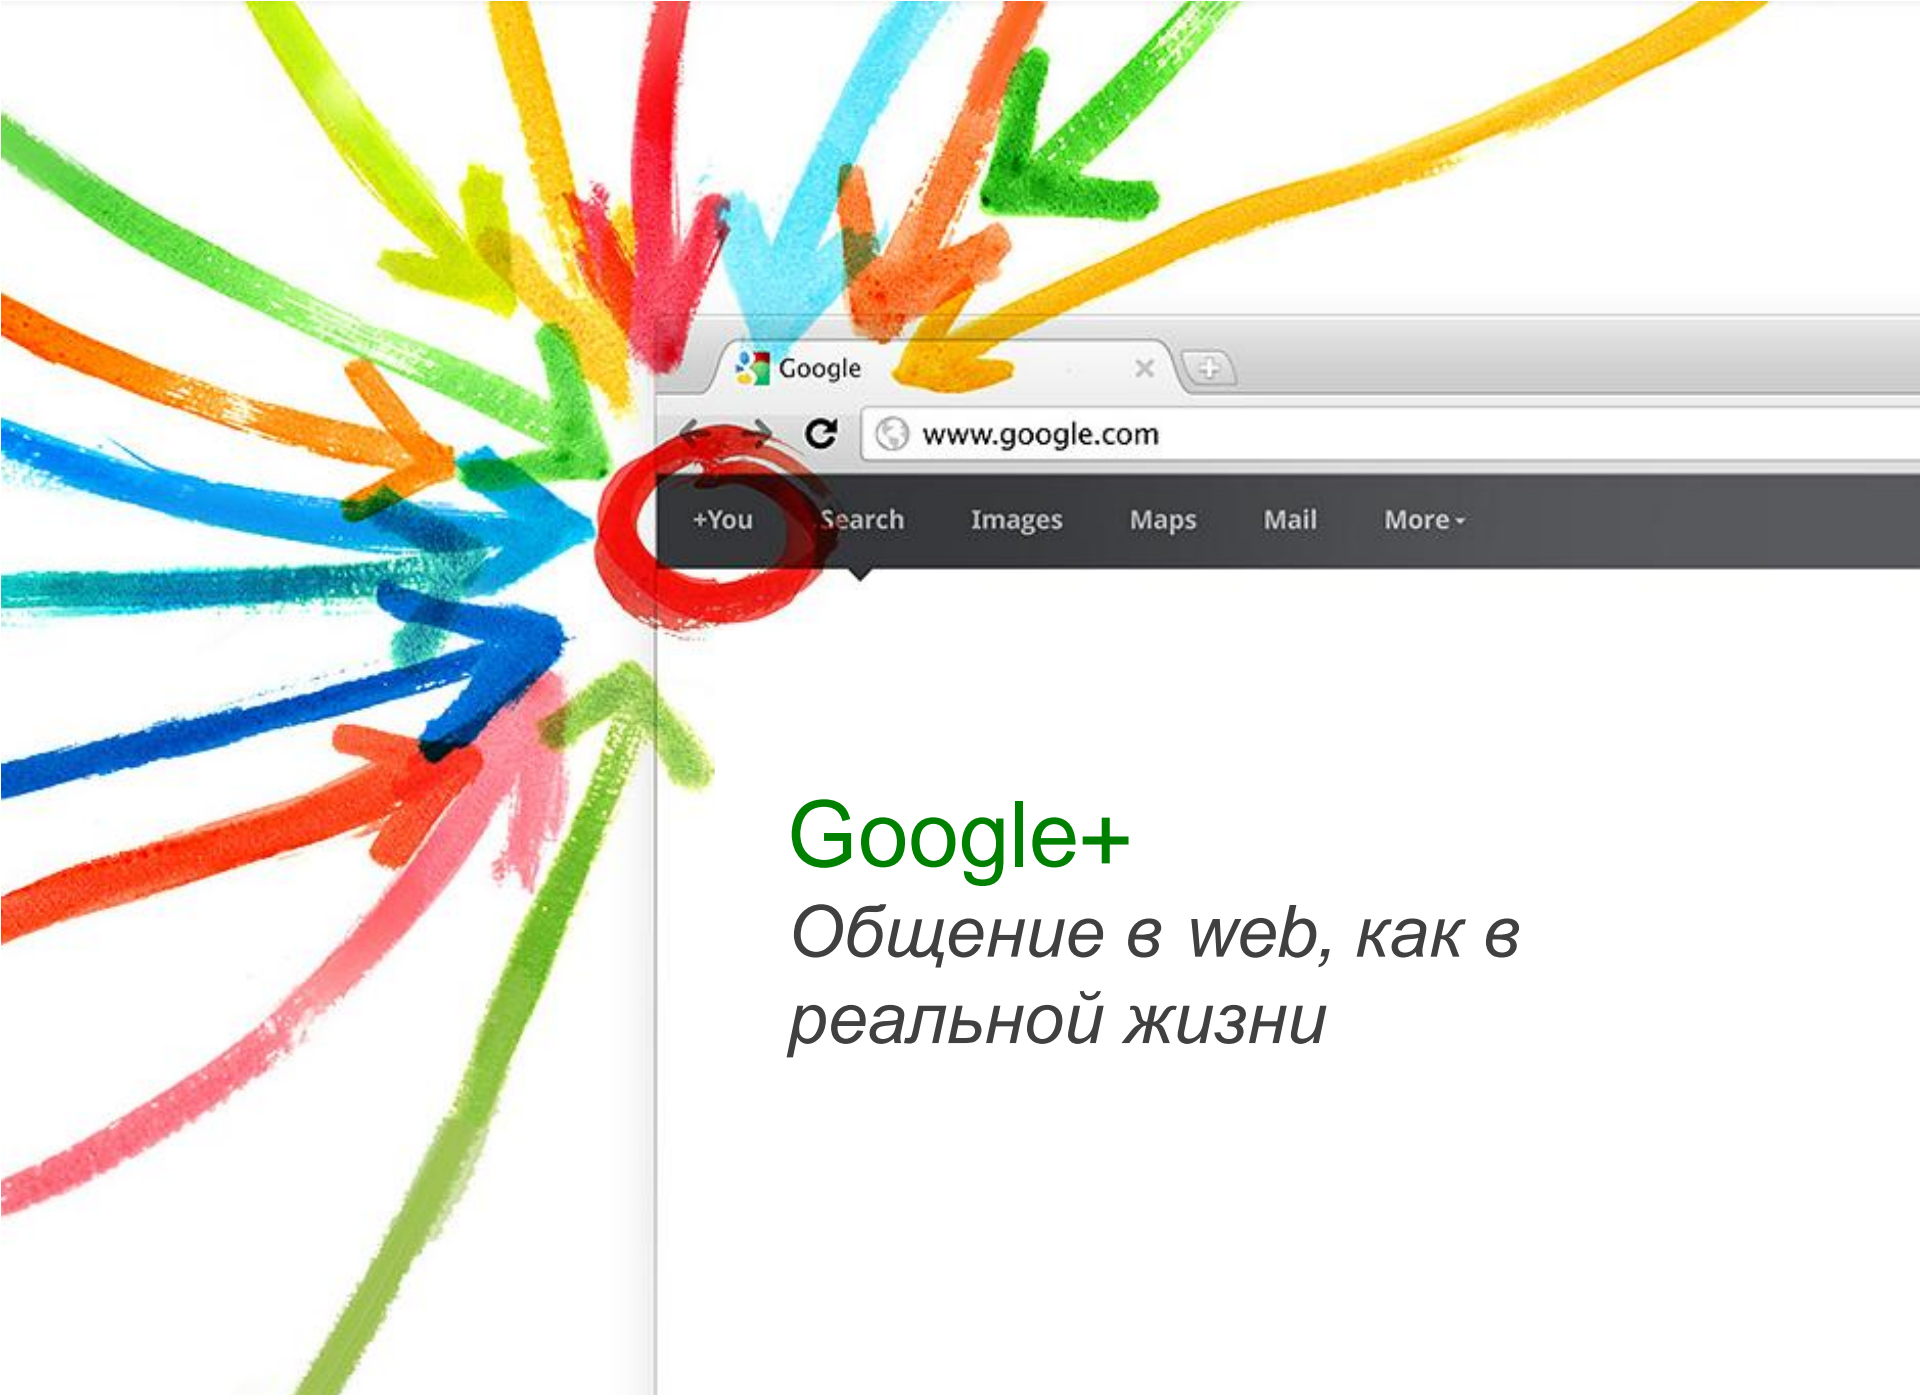 Google
www.google.com
+You Search Images Maps Mail More
Google+
Общение в web, как в
реальной жизни